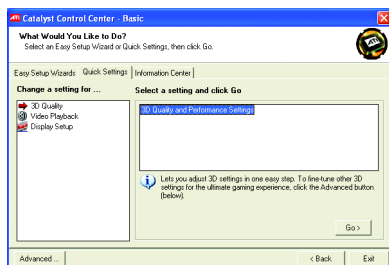 ATI Catalyst Control Center - Basic
What Would You Like to Do?
Select an Easy Setup Wizard or Quick Settings, then click Go.
ATI
Easy Setup Wizards Quick Settings Information Center
Change a setting for ...
3D Quality
Video Playback
Display Setup
Select a setting and click Go
3D Quality and Performance Settings
Lets you adjust 3D settings in one easy step. To fine-tune other 3D
settings for the ultimate gaming experience, click the Advanced button
(below).
Go >
Advanced ...
< Back
Exit